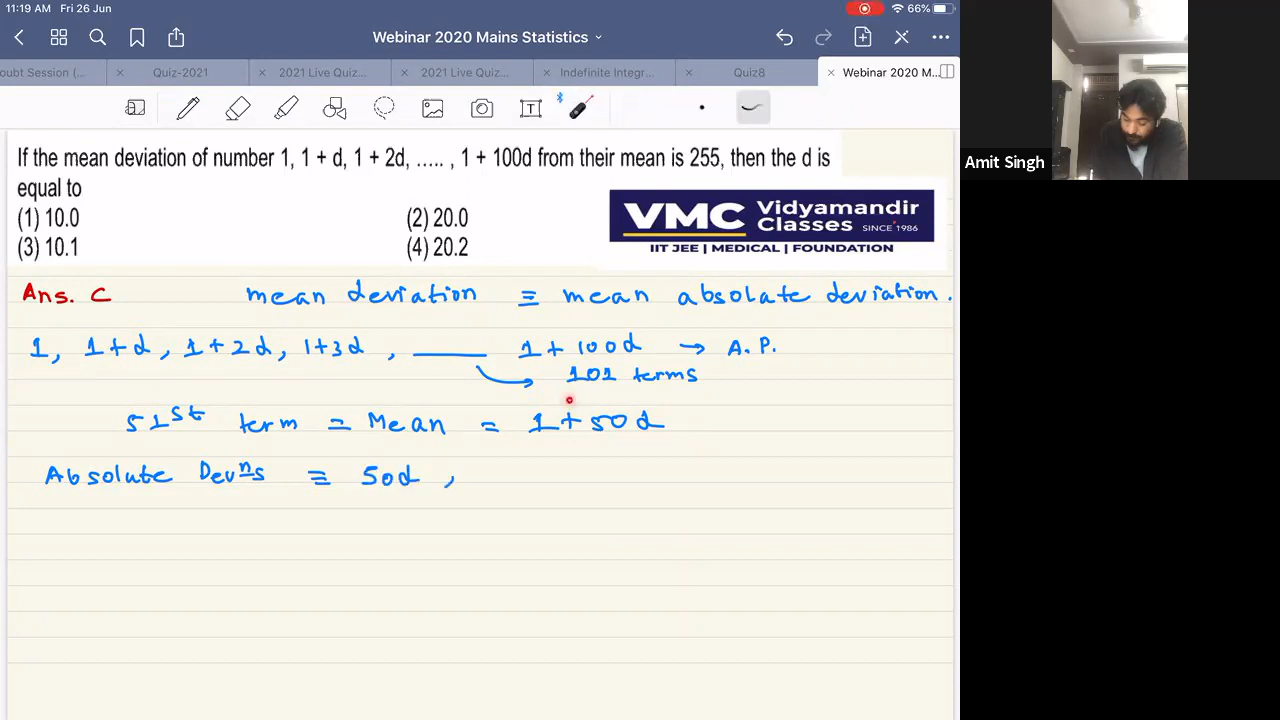 11:19 AM Fri 26 Jun
66%
Webinar 2020 Mains Statistics
oubt Session (...
Quiz-2021
2021 Live Quiz...
2021 Live Quiz...
Indefinite Integr...
Quiz8
Webinar 2020 M...
T
If the mean deviation of number 1, 1 + d, 1 + 2d, ..... , 1 + 100d from their mean is 255, then the d is
equal to
(1) 10.0
(2) 20.0
(3) 10.1
(4) 20.2
VMC Vidyamandir
Classes SINCE 1986
IIT JEE | MEDICAL | FOUNDATION
Ans. C mean deviation ≡ mean absolute deviation.
1, 1+d, 1+2d, 1+3d, ___ 1+100d → A.P.
101 terms
51st term = Mean = 1+50d
Absolute Devns ≡ 50d ,
Amit Singh